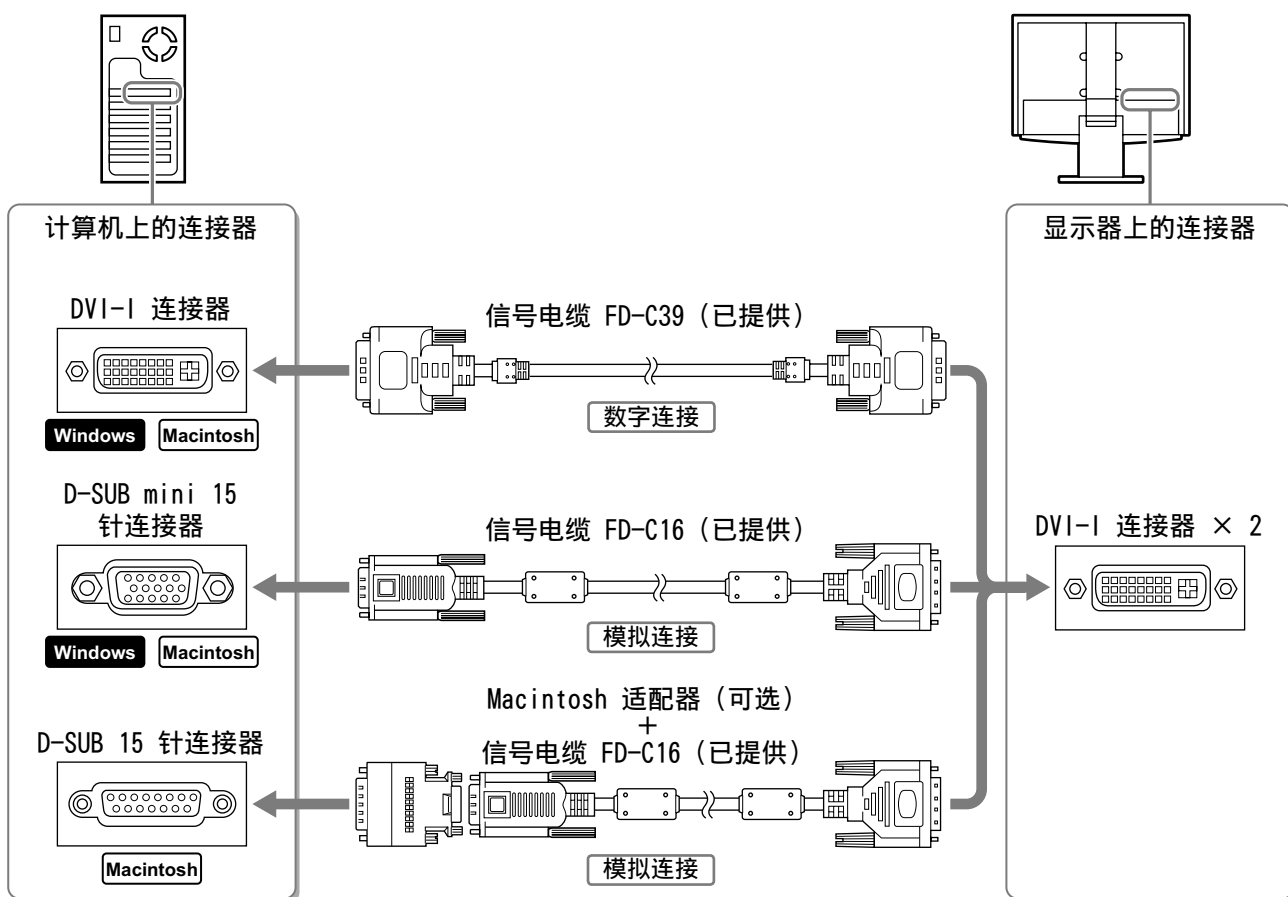 计算机上的连接器
显示器上的连接器
DVI-I 连接器
Windows
Macintosh
信号电缆 FD-C39（已提供）
数字连接
D-SUB mini 15
针连接器
Windows
Macintosh
信号电缆 FD-C16（已提供）
模拟连接
DVI-I 连接器 × 2
D-SUB 15 针连接器
Macintosh
Macintosh 适配器（可选）
+
信号电缆 FD-C16（已提供）
模拟连接